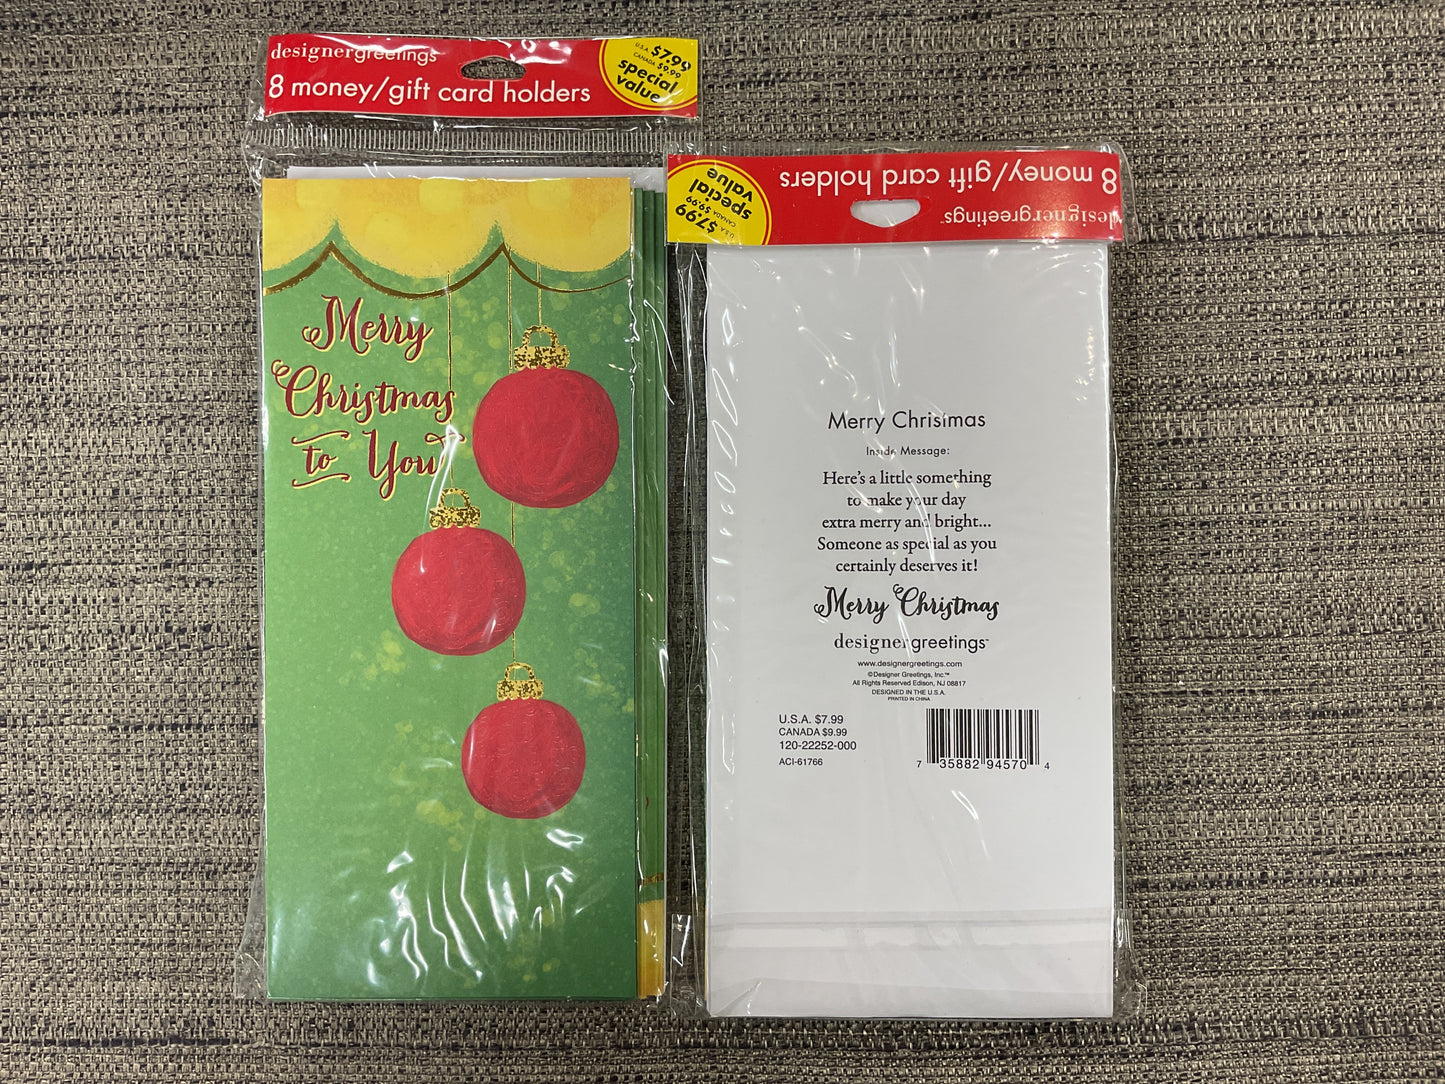 designergreetings
8 money/gift card holders
U.S.A. $7.99
CANADA $9.99
special
value
Merry
Christmas
to You
8 money/gift card holders
designergreetings™
U.S.A. $7.99
CANADA $9.99
special
value
Merry Christmas
Inside Message:
Here's a little something
to make your day
extra merry and bright...
Someone as special as you
certainly deserves it!
Merry Christmas
designergreetings™
www.designergreetings.com
©Designer Greetings, Inc.™
All Rights Reserved Edison, NJ 08817
DESIGNED IN THE U.S.A.
PRINTED IN CHINA
U.S.A. $7.99
CANADA $9.99
120-22252-000
ACI-61766
7 35882 94570 4